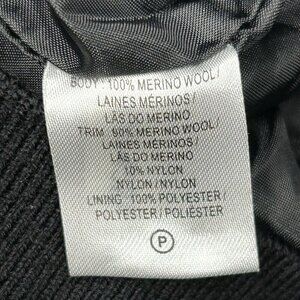 BODY: 100% MERINO WOOL/
LAINES MÉRINOS/
LÃS DO MERINO
TRIM: 90% MERINO WOOL/
LAINES MÉRINOS/
LÃS DO MERINO
10% NYLON
NYLON/NYLON
LINING: 100% POLYESTER/
POLYESTER/POLIÉSTER
P